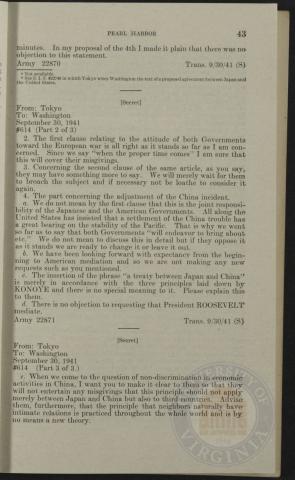 PEARL HARBOR 43
minutes. In my proposal of the 4th I made it plain that there was no
objection to this statement.
Army 22870 Trans. 9/30/41 (S)
Not available.
in which Tokyo wires Washington the text of a proposed agreement between Japan and
the United States.
[Secret]
From: Tokyo
To: Washington
September 30, 1941
#614 (Part 2 of 3)
2. The first clause relating to the attitude of both Governments
toward the European war is all right as it stands so far as I am con-
cerned. Since we say "when the proper time comes" I am sure that
this will cover their misgivings.
3. Concerning the second clause of the same article, as you say,
they may have something more to say. We will merely wait for them
to broach the subject and if necessary not be loathe to consider it
again.
4. The part concerning the adjustment of the China incident.
a. We do not mean by the first clause that this is the joint responsi-
bility of the Japanese and the American Governments. All along the
United States has insisted that a settlement of the China trouble has
a great bearing on the stability of the Pacific. That is why we went
so far as to say that both Governments "will endeavor to bring about
etc." We do not mean to discuss this in detail but if they oppose it
as it stands we are ready to change it or leave it out.
b. We have been looking forward with expectancy from the begin-
ning to American mediation and so we are not making any new
requests such as you mentioned.
c. The insertion of the phrase "a treaty between Japan and China"
is merely in accordance with the three principles laid down by
KONOYE and there is no special meaning to it. Please explain this
to them.
d. There is no objection to requesting that President ROOSEVELT
mediate.
Army 22871 Trans. 9/30/41 (S)
[Secret]
From: Tokyo
To: Washington
September 30, 1941
#614 (Part 3 of 3.)
e. When we come to the question of non-discrimination in economic
activities in China, I want you to make it clear to them so that they
will not entertain any misgivings that this principle should not apply
merely between Japan and China but also to third countries. Advise
them, furthermore, that the principle that neighbors naturally have
intimate relations is practiced throughout the whole world and is by
no means a new theory.